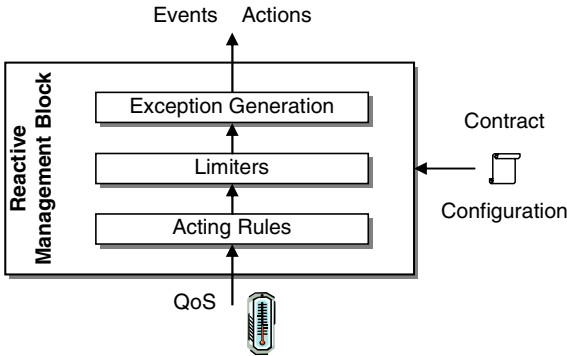 Events Actions
Reactive
Management Block
Exception Generation
Limiters
Acting Rules
Contract
Configuration
QoS